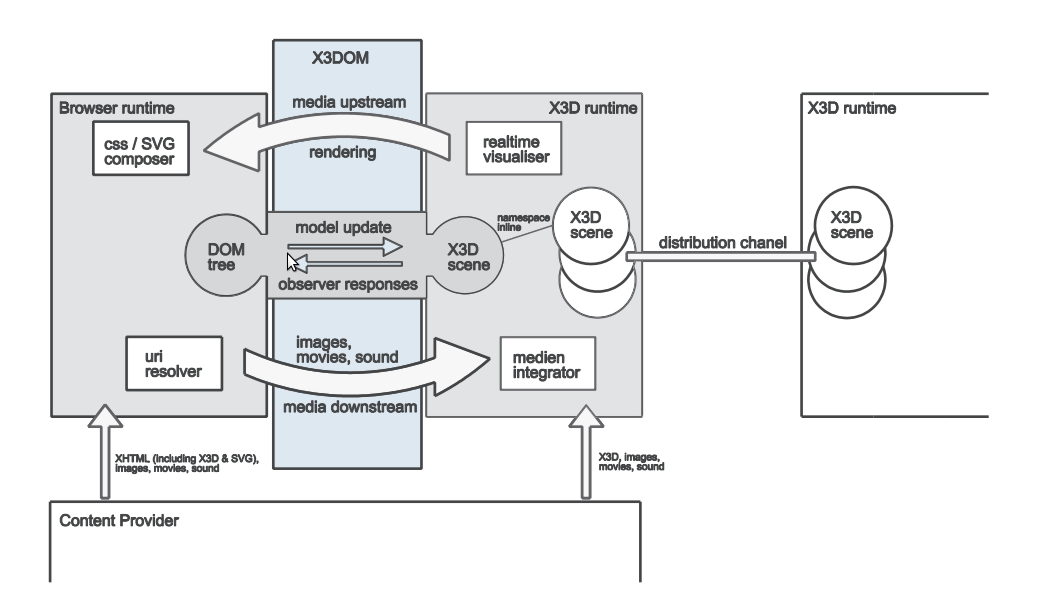 X3DOM
Browser runtime
media upstream
X3D runtime
X3D runtime
css / SVG
composer
rendering
realtime
visualiser
namespace
inline
model update
DOM
tree
X3D
scene
X3D
scene
distribution chanel
X3D
scene
observer responses
uri
resolver
images,
movies, sound
medien
integrator
media downstream
XHTML (including X3D & SVG),
images, movies, sound
X3D, images,
movies, sound
Content Provider